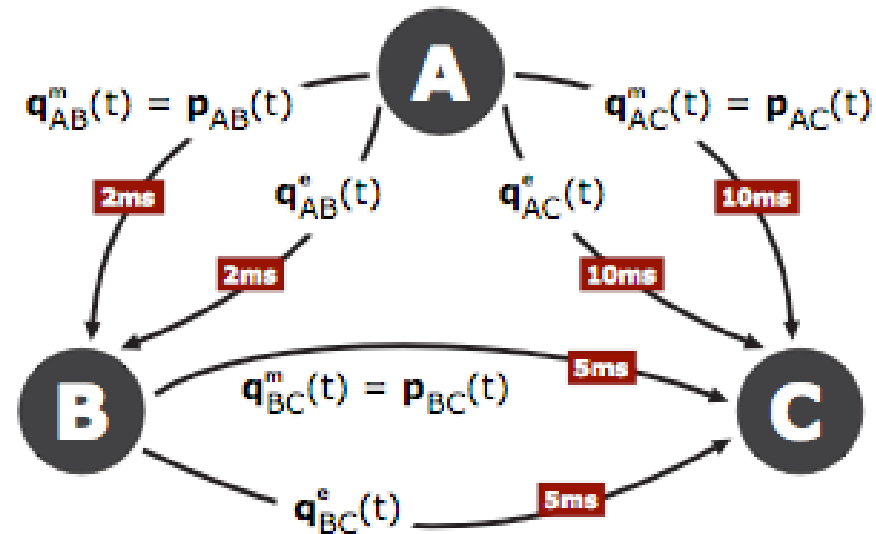 A
q^m_AB(t) = p_AB(t)
q^m_AC(t) = p_AC(t)
2ms
q^e_AB(t)
q^e_AC(t)
10ms
2ms
10ms
B
q^m_BC(t) = p_BC(t)
5ms
C
q^e_BC(t)
5ms